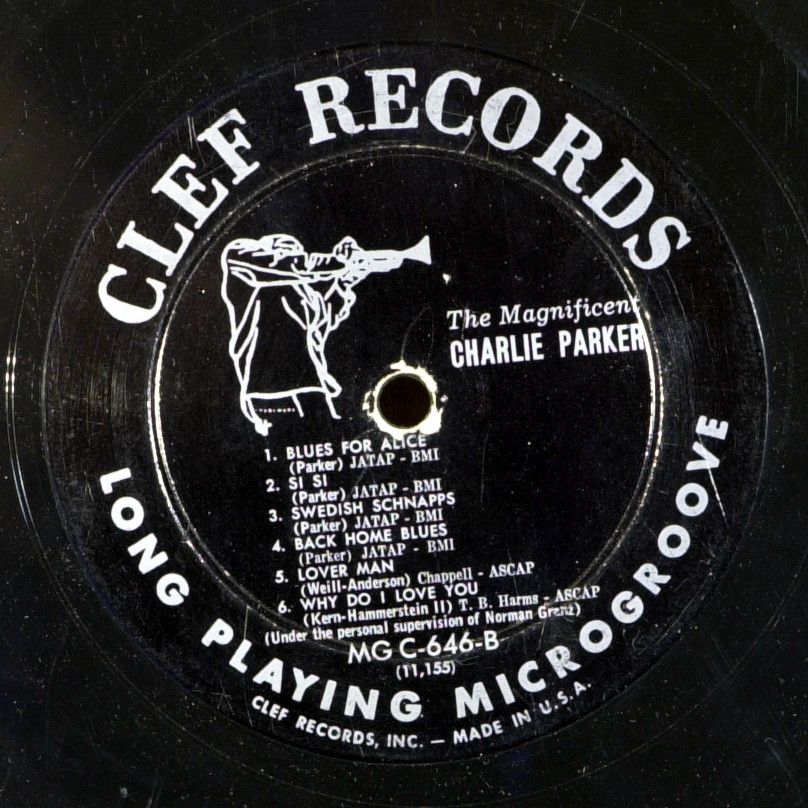 CLEF RECORDS
The Magnificent
CHARLIE PARKER
1. BLUES FOR ALICE
(Parker) JATAP - BMI
2. SI SI
(Parker) JATAP - BMI
3. SWEDISH SCHNAPPS
(Parker) JATAP - BMI
4. BACK HOME BLUES
(Parker) JATAP - BMI
5. LOVER MAN
(Weill-Anderson) Chappell - ASCAP
6. WHY DO I LOVE YOU
(Kern-Hammerstein II) T. B. Harms - ASCAP
(Under the personal supervision of Norman Granz)
MG C-646-B
(11,155)
LONG PLAYING MICROGROOVE
CLEF RECORDS, INC. — MADE IN U.S.A.